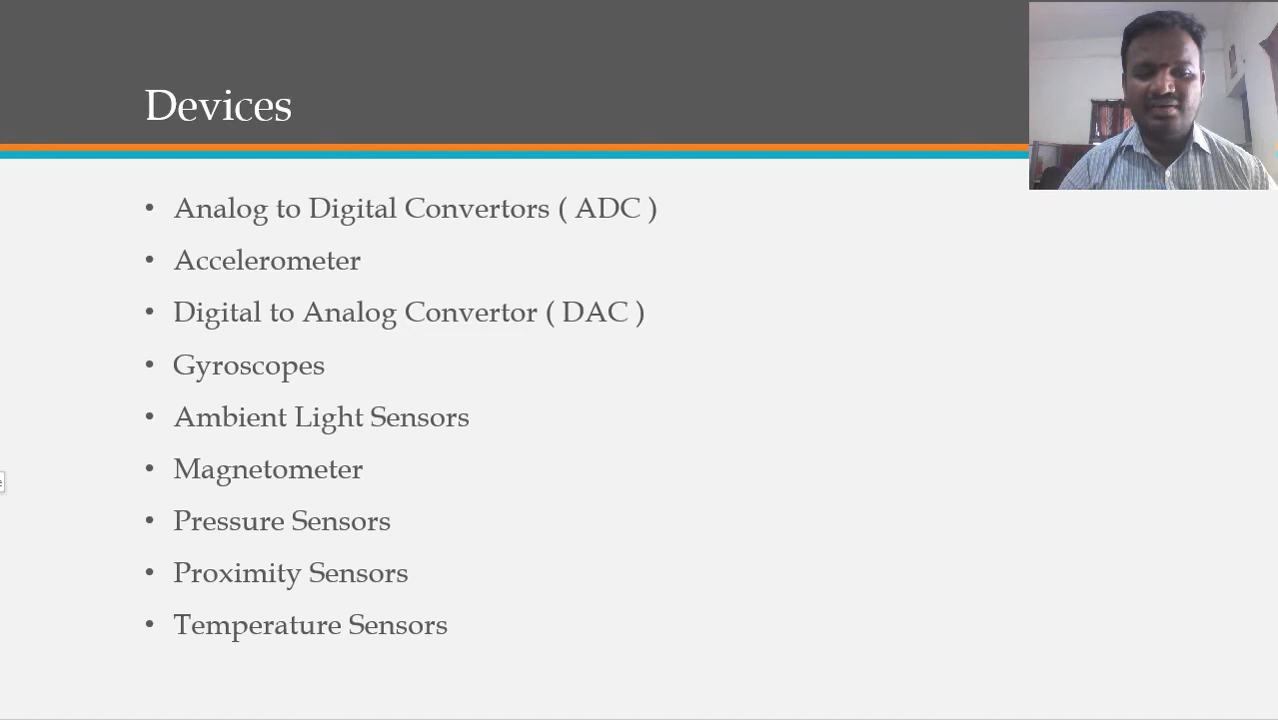 Devices
• Analog to Digital Convertors ( ADC )
• Accelerometer
• Digital to Analog Convertor ( DAC )
• Gyroscopes
• Ambient Light Sensors
• Magnetometer
• Pressure Sensors
• Proximity Sensors
• Temperature Sensors